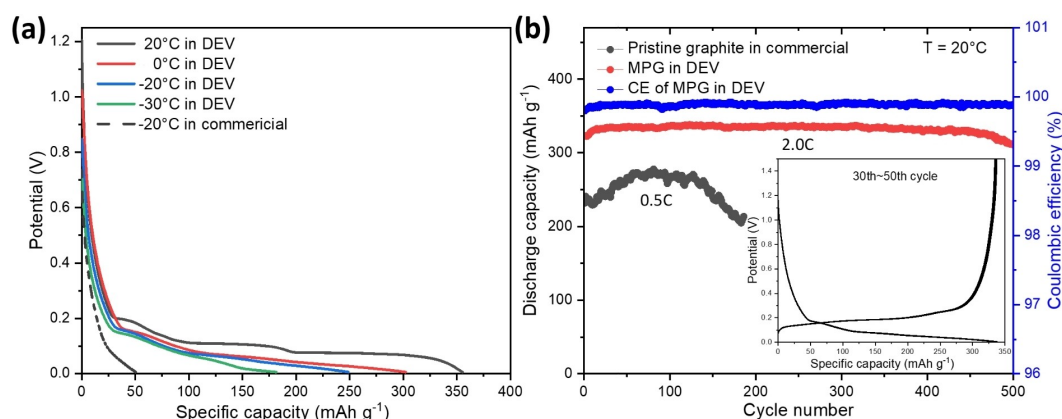 (a)
1.2
1.0
0.8
0.6
0.4
0.2
0.0
Potential (V)
20°C in DEV
0°C in DEV
-20°C in DEV
-30°C in DEV
-20°C in commericial
0 50 100 150 200 250 300 350 400
Specific capacity (mAh g⁻¹)
(b)
400
300
200
100
0
Discharge capacity (mAh g⁻¹)
Pristine graphite in commercial
MPG in DEV
CE of MPG in DEV
T = 20°C
2.0C
0.5C
30th~50th cycle
1.4
1.2
1.0
0.8
0.6
0.4
0.2
0.0
Potential (V)
0 50 100 150 200 250 300 350
Specific capacity (mAh g⁻¹)
101
100
99
98
97
96
Coulombic efficiency (%)
0 100 200 300 400 500
Cycle number